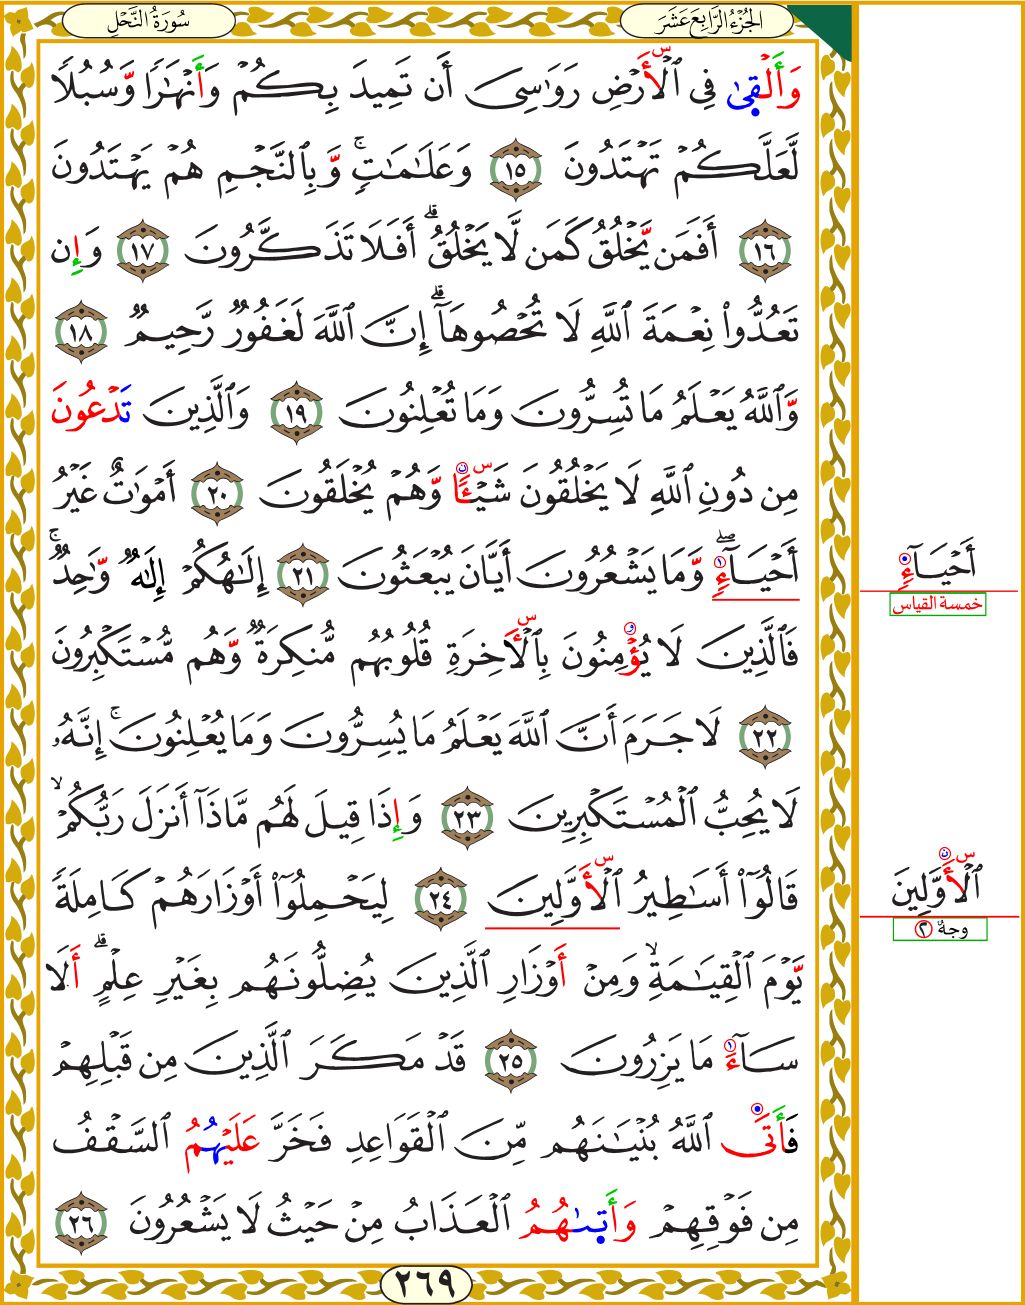 سُورَةُ النَّحْلِ
الجُزْءُ الرَّابِعَ عَشَرَ
وَأَلْقٜىٰ فِي ٱلْأَرْضِ رَوَٰسِىَ أَن تَمِيدَ بِكُمْ وَأَنْهَٰرًا وَّسُبُلًا
لَّعَلَّكُمْ تَهْتَدُونَ ١٥ وَعَلَٰمَٰتٍ ۚ وَّبِالنَّجْمِ هُمْ يَهْتَدُونَ
١٦ أَفَمَن يَّخْلُقُ كَمَن لَّا يَخْلُقُ ۗ أَفَلَا تَذَكَّرُونَ ١٧ وَإِن
تَعُدُّوا۟ نِعْمَةَ ٱللَّهِ لَا تُحْصُوهَآ ۗ إِنَّ ٱللَّهَ لَغَفُورٌ رَّحِيمٌ ١٨
وَّٱللَّهُ يَعْلَمُ مَا تُسِرُّونَ وَمَا تُعْلِنُونَ ١٩ وَٱلَّذِينَ تَدْعُونَ
مِن دُونِ ٱللَّهِ لَا يَخْلُقُونَ شَيْـًٔا وَّهُمْ يُخْلَقُونَ ٢٠ أَمْوَٰتٌ غَيْرُ
أَحْيَآءٍ ۖ وَّمَا يَشْعُرُونَ أَيَّانَ يُبْعَثُونَ ٢١ إِلَٰهُكُمْ إِلَٰهٌ وَّٰحِدٌ ۚ
فَٱلَّذِينَ لَا يُؤْمِنُونَ بِٱلْأَخِرَةِ قُلُوبُهُم مُّنكِرَةٌ وَّهُم مُّسْتَكْبِرُونَ
٢٢ لَا جَرَمَ أَنَّ ٱللَّهَ يَعْلَمُ مَا يُسِرُّونَ وَمَا يُعْلِنُونَ ۚ إِنَّهُۥ
لَا يُحِبُّ ٱلْمُسْتَكْبِرِينَ ٢٣ وَإِذَا قِيلَ لَهُم مَّاذَآ أَنزَلَ رَبُّكُمْ ۙ
قَالُوٓا۟ أَسَٰطِيرُ ٱلْأَوَّلِينَ ٢٤ لِيَحْمِلُوٓا۟ أَوْزَارَهُمْ كَامِلَةً
يَّوْمَ ٱلْقِيَٰمَةِ ۙ وَمِنْ أَوْزَارِ ٱلَّذِينَ يُضِلُّونَهُم بِغَيْرِ عِلْمٍ ۗ أَلَا
سَآءَ مَا يَزِرُونَ ٢٥ قَدْ مَكَرَ ٱلَّذِينَ مِن قَبْلِهِمْ
فَأَتَى ٱللَّهُ بُنْيَٰنَهُم مِّنَ ٱلْقَوَاعِدِ فَخَرَّ عَلَيْهُمُ ٱلسَّقْفُ
مِن فَوْقِهِمْ وَأَتٜىٰهُمُ ٱلْعَذَابُ مِنْ حَيْثُ لَا يَشْعُرُونَ ٢٦
٢٦٩
أَحْيَآءٍ
خمسة القياس
ٱلْأَوَّلِينَ
وجهٌ ٢